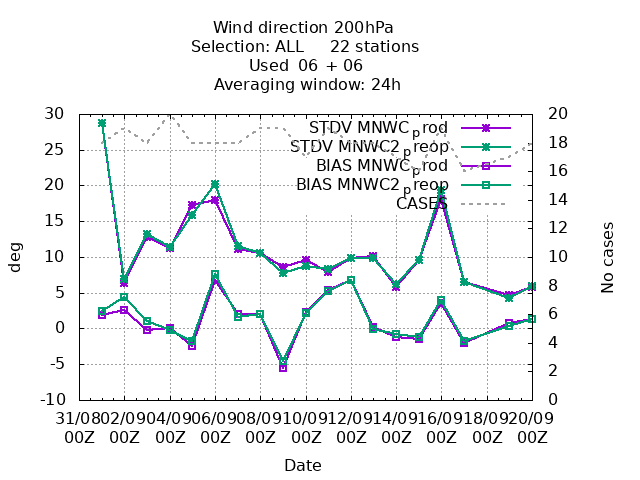 Wind direction 200hPa
Selection: ALL 22 stations
Used 06 + 06
Averaging window: 24h
30 20
STDV MNWC_prod
25 18
STDV MNWC2_preop
20 16
BIAS MNWC_prod
15 14
BIAS MNWC2_preop
10 12
CASES
5 10
0 8
-5 6
-10 4
2
0
deg
No cases
31/08 02/09 04/09 06/09 08/09 10/09 12/09 14/09 16/09 18/09 20/09
00Z 00Z 00Z 00Z 00Z 00Z 00Z 00Z 00Z 00Z 00Z
Date